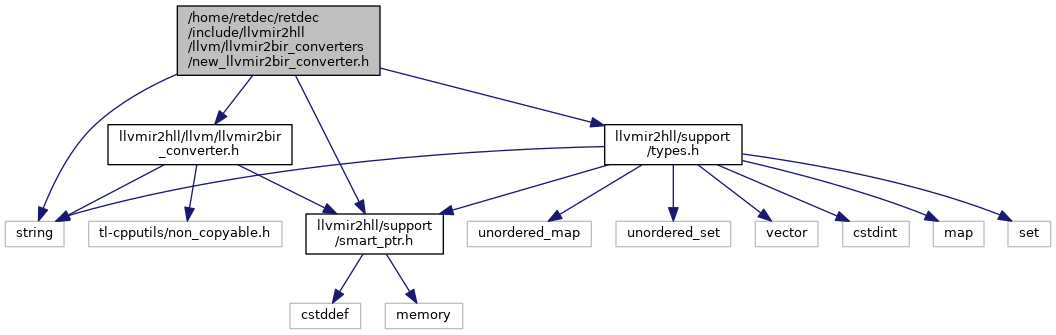 /home/retdec/retdec
/include/llvmir2hll
/llvm/llvmir2bir_converters
/new_llvmir2bir_converter.h
llvmir2hll/llvm/llvmir2bir
_converter.h
llvmir2hll/support
/types.h
string
tl-cpputils/non_copyable.h
llvmir2hll/support
/smart_ptr.h
unordered_map
unordered_set
vector
cstdint
map
set
cstddef
memory